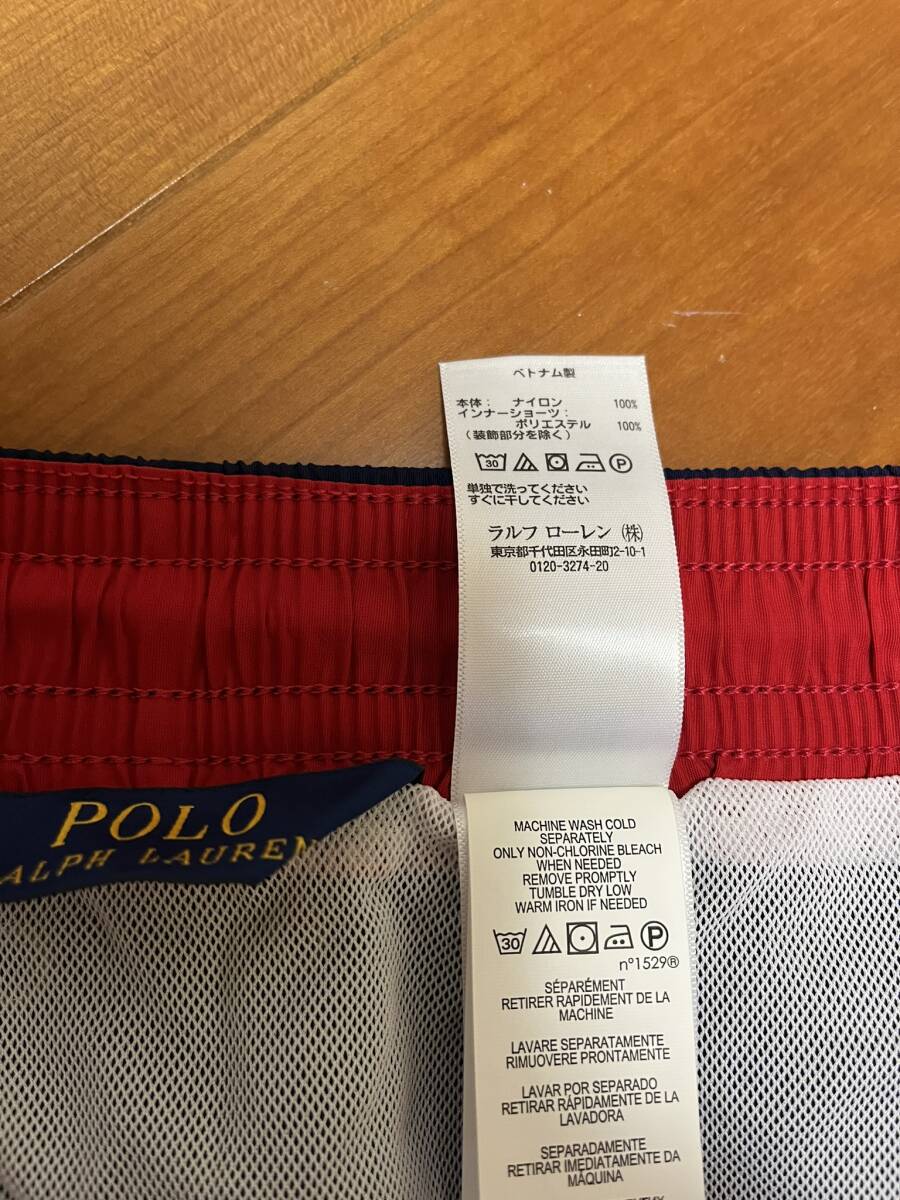 ベトナム製
本体： ナイロン 100%
インナーショーツ：
ポリエステル 100%
（装飾部分を除く）
30 P
単独で洗ってください
すぐに干してください
ラルフ ローレン（株）
東京都千代田区永田町2-10-1
0120-3274-20
POLO
RALPH LAUREN
MACHINE WASH COLD
SEPARATELY
ONLY NON-CHLORINE BLEACH
WHEN NEEDED
REMOVE PROMPTLY
TUMBLE DRY LOW
WARM IRON IF NEEDED
30 P
n°1529®
SÉPARÉMENT
RETIRER RAPIDEMENT DE LA
MACHINE
LAVARE SEPARATAMENTE
RIMUOVERE PRONTAMENTE
LAVAR POR SEPARADO
RETIRAR RÁPIDAMENTE DE LA
LAVADORA
SEPARADAMENTE
RETIRAR IMEDIATAMENTE DA
MÁQUINA